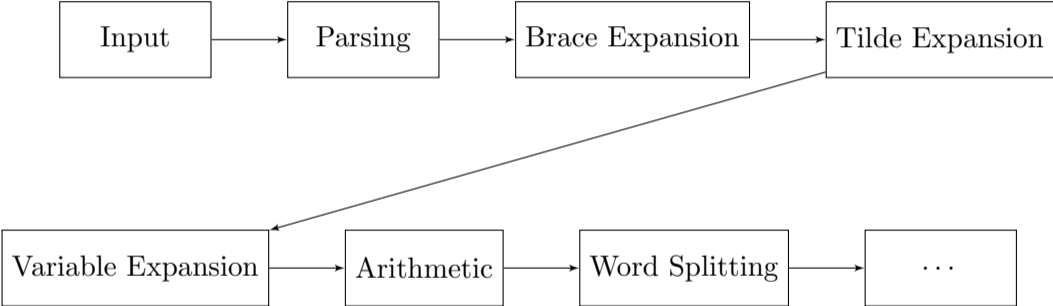 Input
Parsing
Brace Expansion
Tilde Expansion
Variable Expansion
Arithmetic
Word Splitting
...